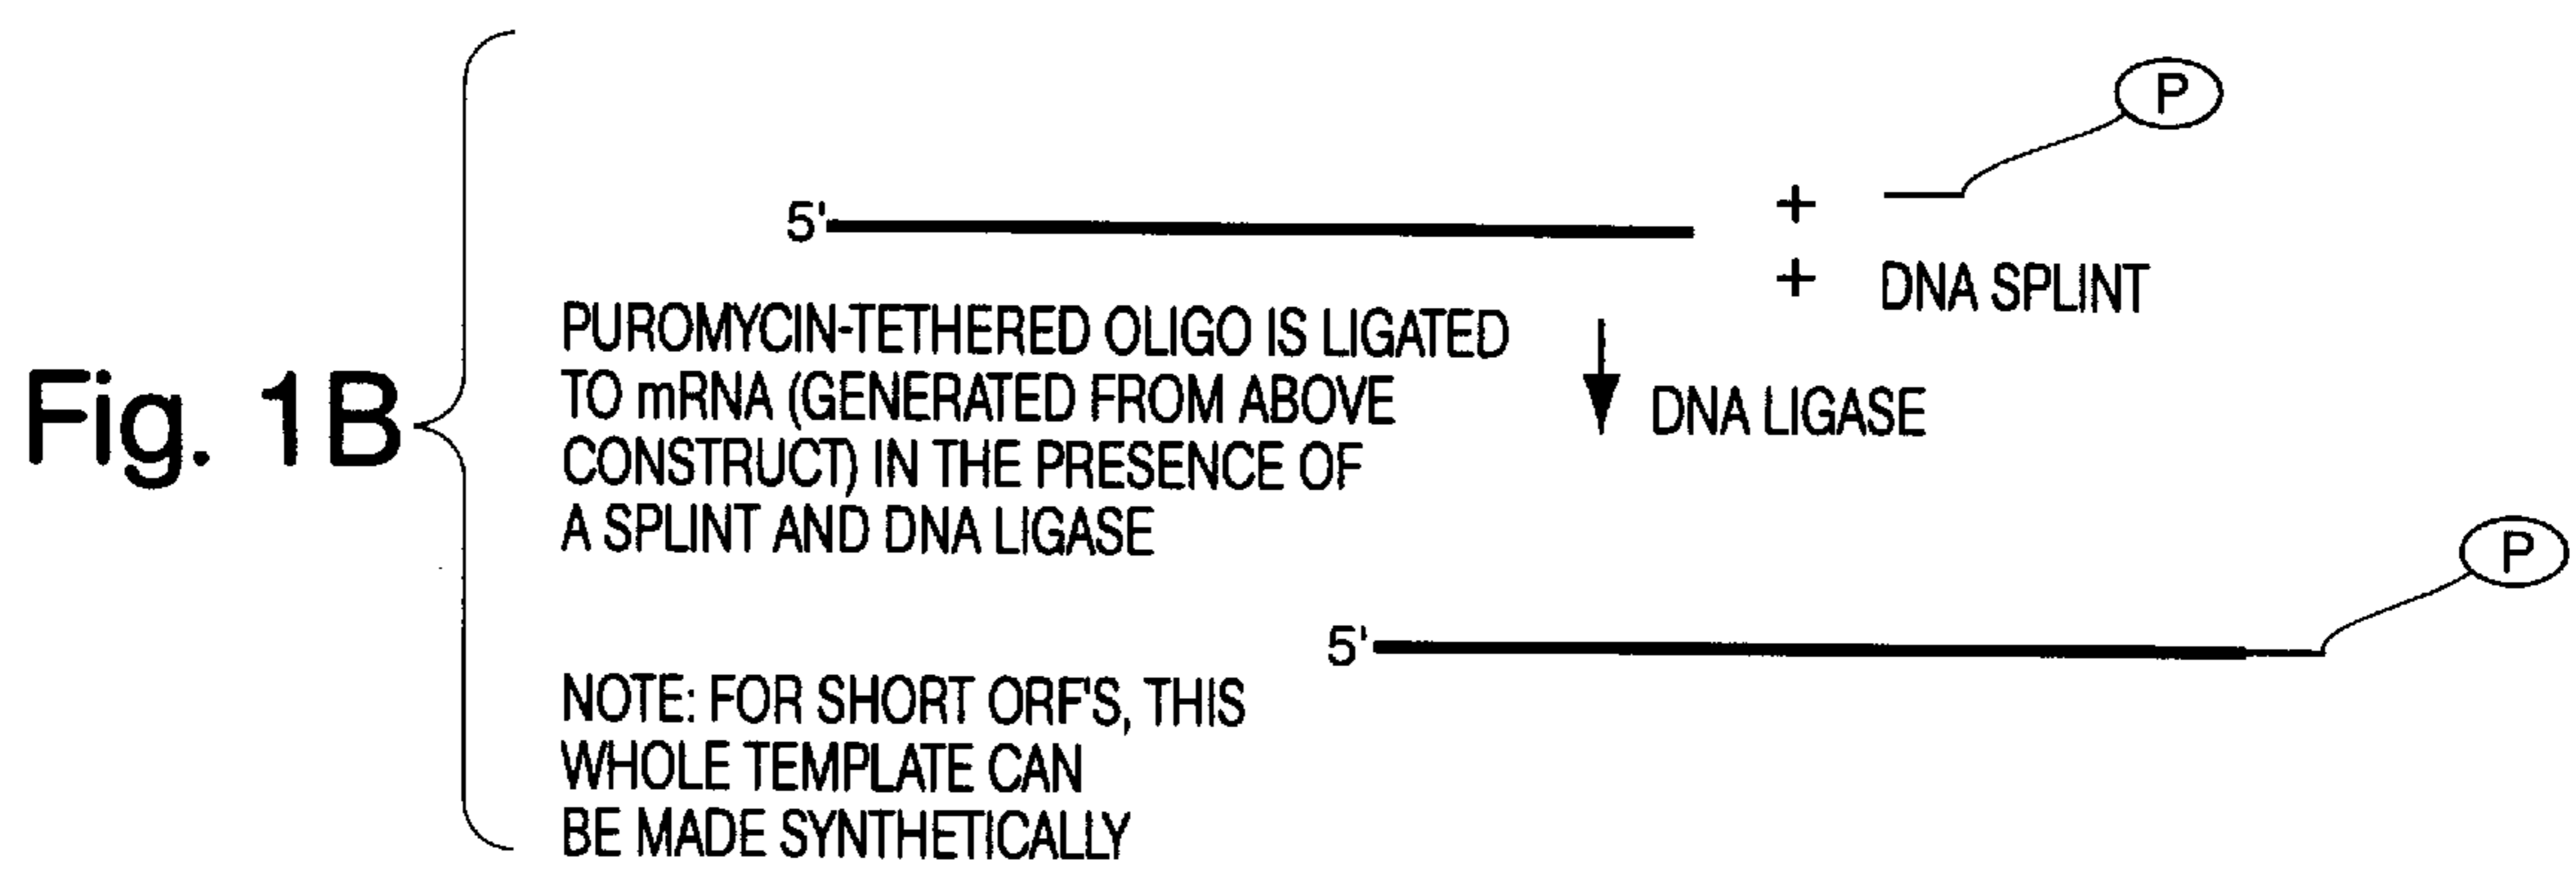 Fig. 1B
P
5'
+
+ DNA SPLINT
PUROMYCIN-TETHERED OLIGO IS LIGATED
TO mRNA (GENERATED FROM ABOVE
CONSTRUCT) IN THE PRESENCE OF
A SPLINT AND DNA LIGASE
DNA LIGASE
P
5'
NOTE: FOR SHORT ORF'S, THIS
WHOLE TEMPLATE CAN
BE MADE SYNTHETICALLY